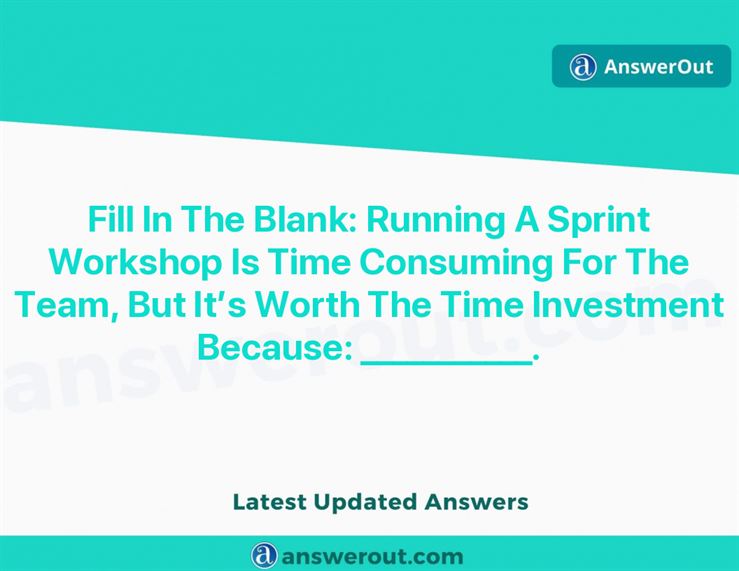 AnswerOut
Fill In The Blank: Running A Sprint
Workshop Is Time Consuming For The
Team, But It’s Worth The Time Investment
Because: __________.
answerout.com
Latest Updated Answers
answerout.com